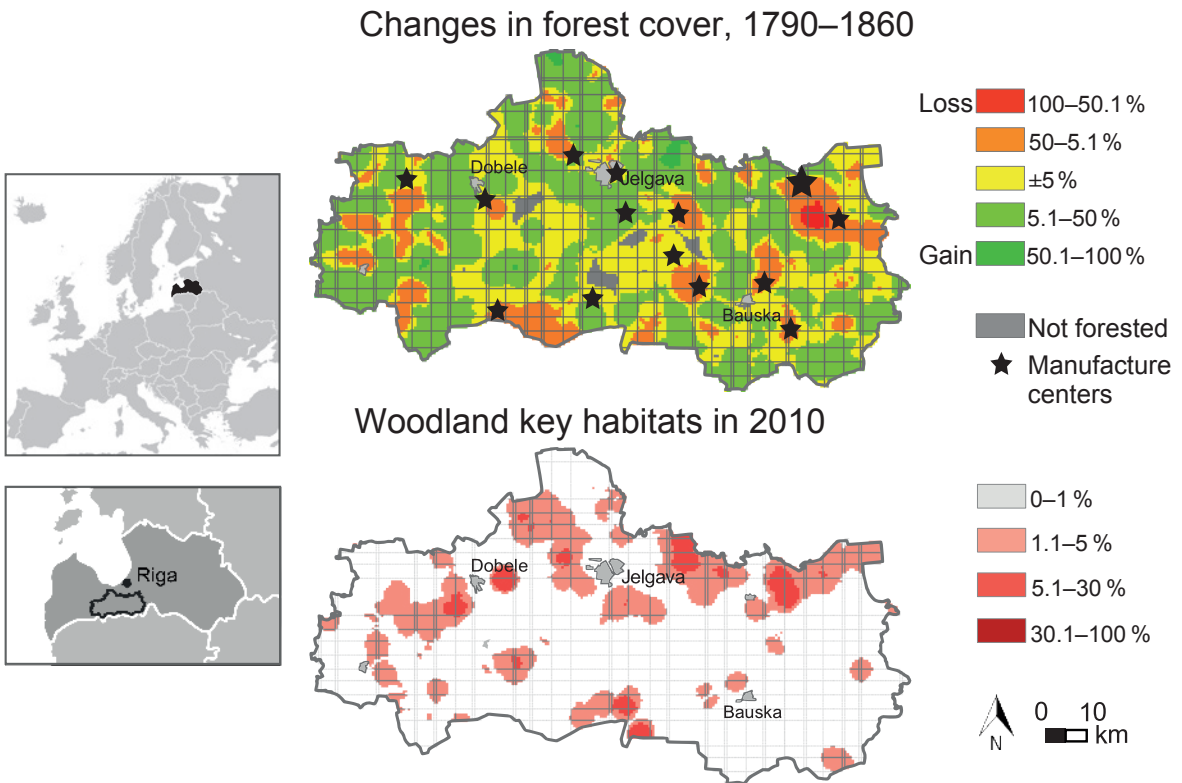 Changes in forest cover, 1790–1860
Dobele
Jelgava
Bauska
Loss 100–50.1 %
50–5.1 %
±5 %
5.1–50 %
Gain 50.1–100 %
Not forested
Manufacture
centers
Woodland key habitats in 2010
Riga
Dobele
Jelgava
Bauska
0–1 %
1.1–5 %
5.1–30 %
30.1–100 %
N
0 10
km